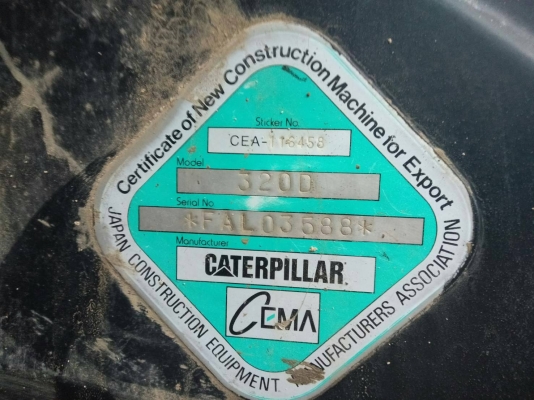 Certificate of New Construction Machine for Export
Sticker No.
CEA-116458
Model
320D
Serial No
*FAL03588*
Manufacturer
CATERPILLAR
CEMA
JAPAN CONSTRUCTION EQUIPMENT MANUFACTURERS ASSOCIATION